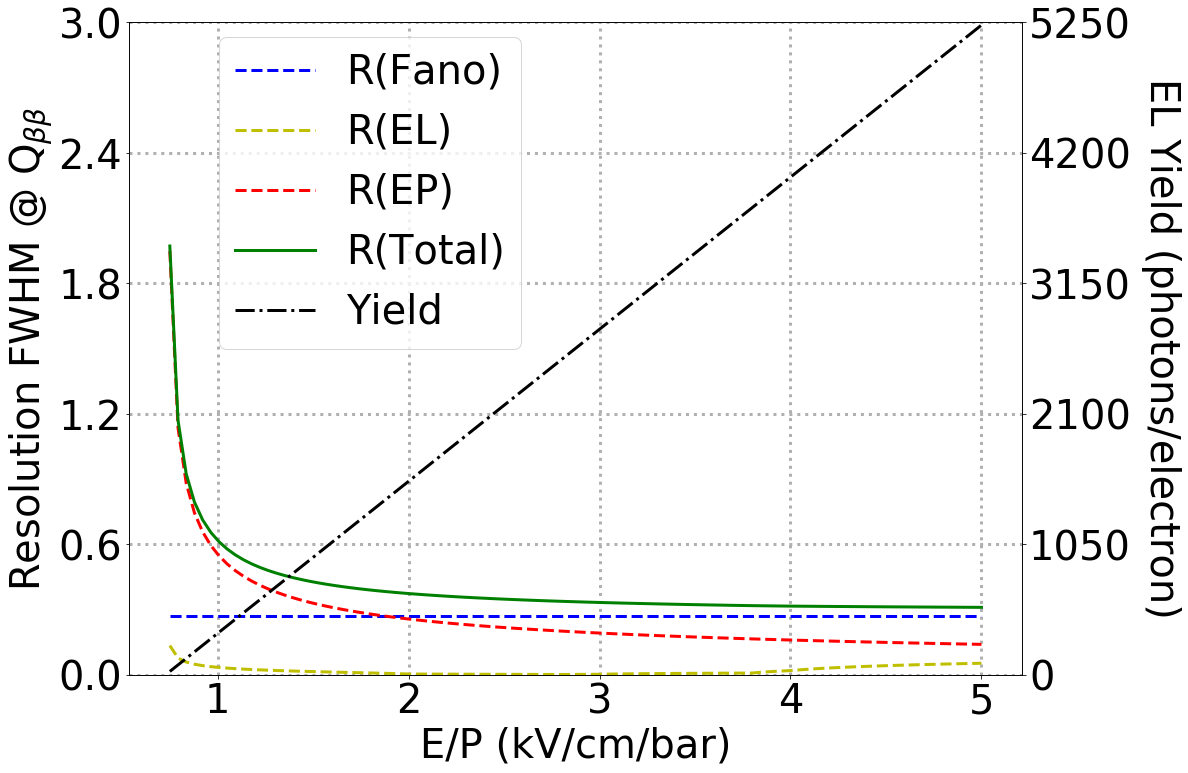 Resolution FWHM @ Qββ
3.0
2.4
1.8
1.2
0.6
0.0
R(Fano)
R(EL)
R(EP)
R(Total)
Yield
5250
4200
3150
2100
1050
0
EL Yield (photons/electron)
1 2 3 4 5
E/P (kV/cm/bar)